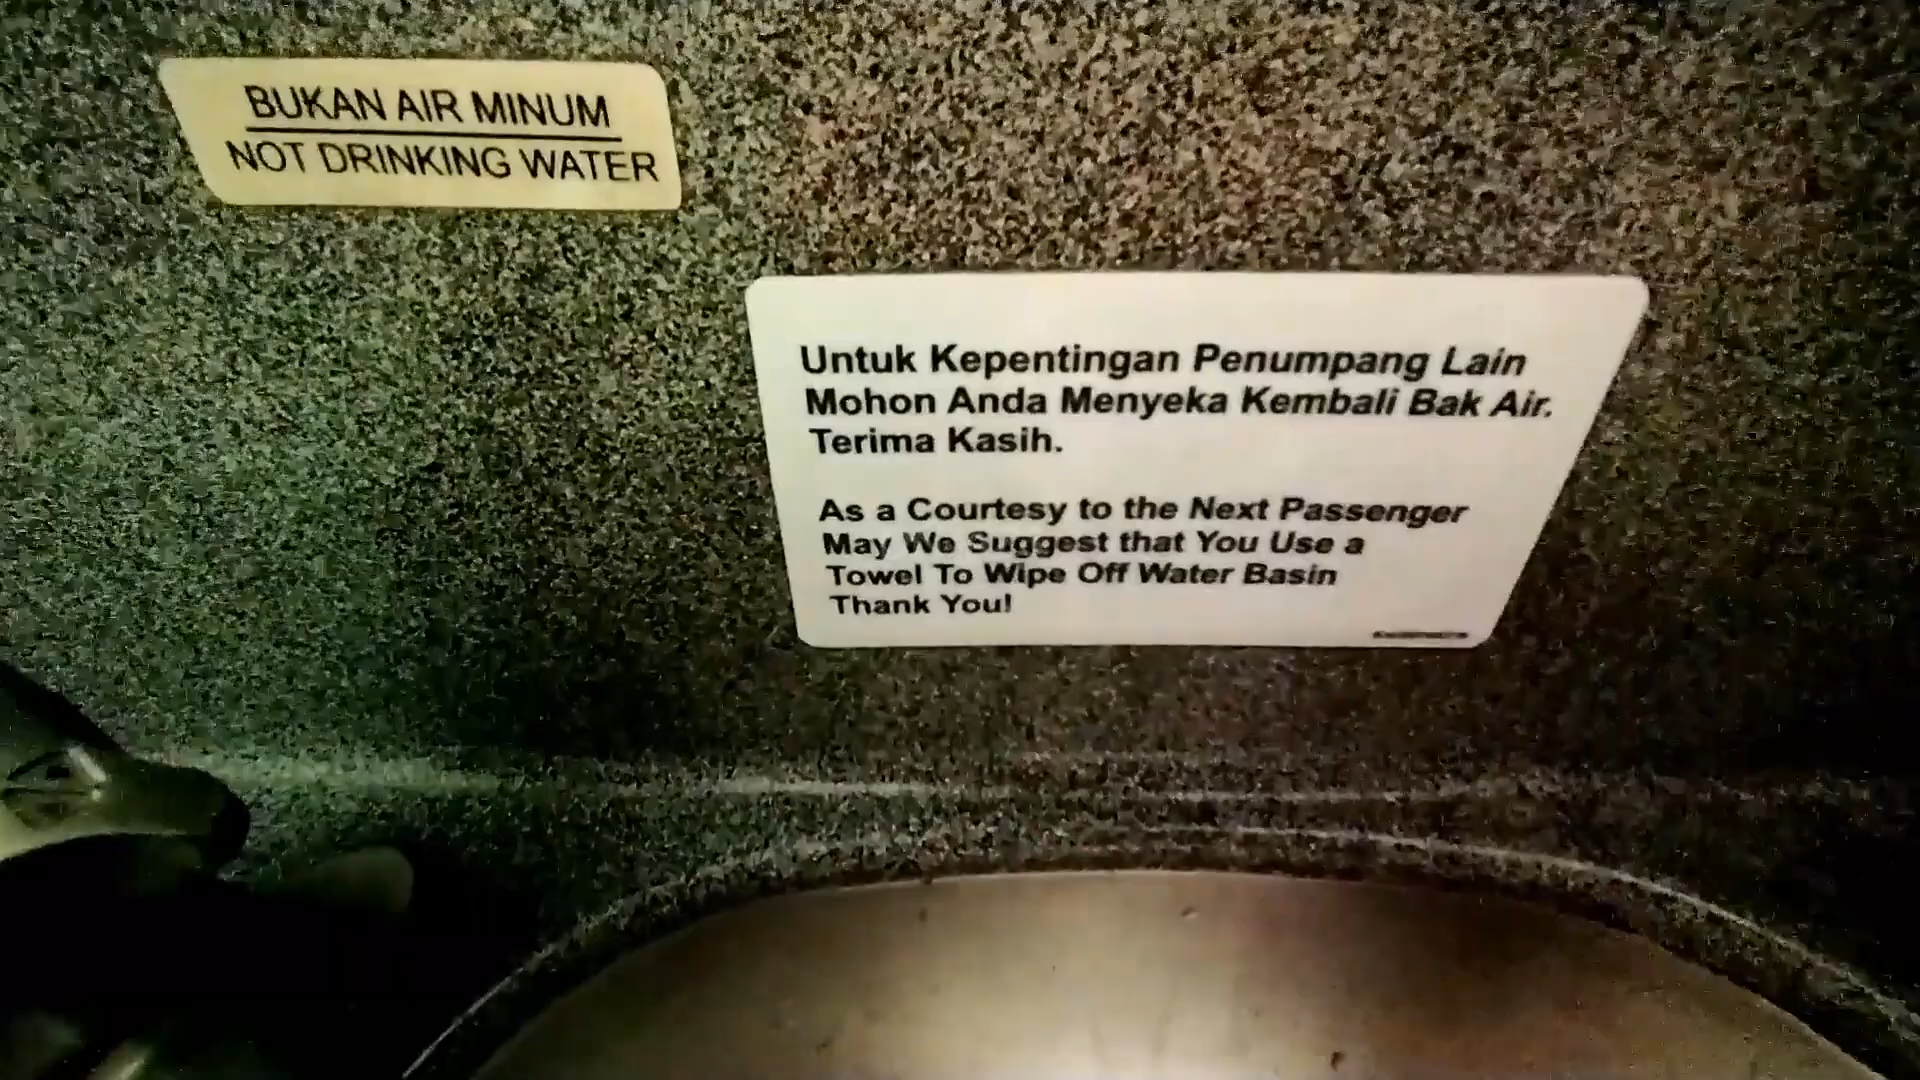 BUKAN AIR MINUM
NOT DRINKING WATER
Untuk Kepentingan Penumpang Lain
Mohon Anda Menyeka Kembali Bak Air.
Terima Kasih.
As a Courtesy to the Next Passenger
May We Suggest that You Use a
Towel To Wipe Off Water Basin
Thank You!